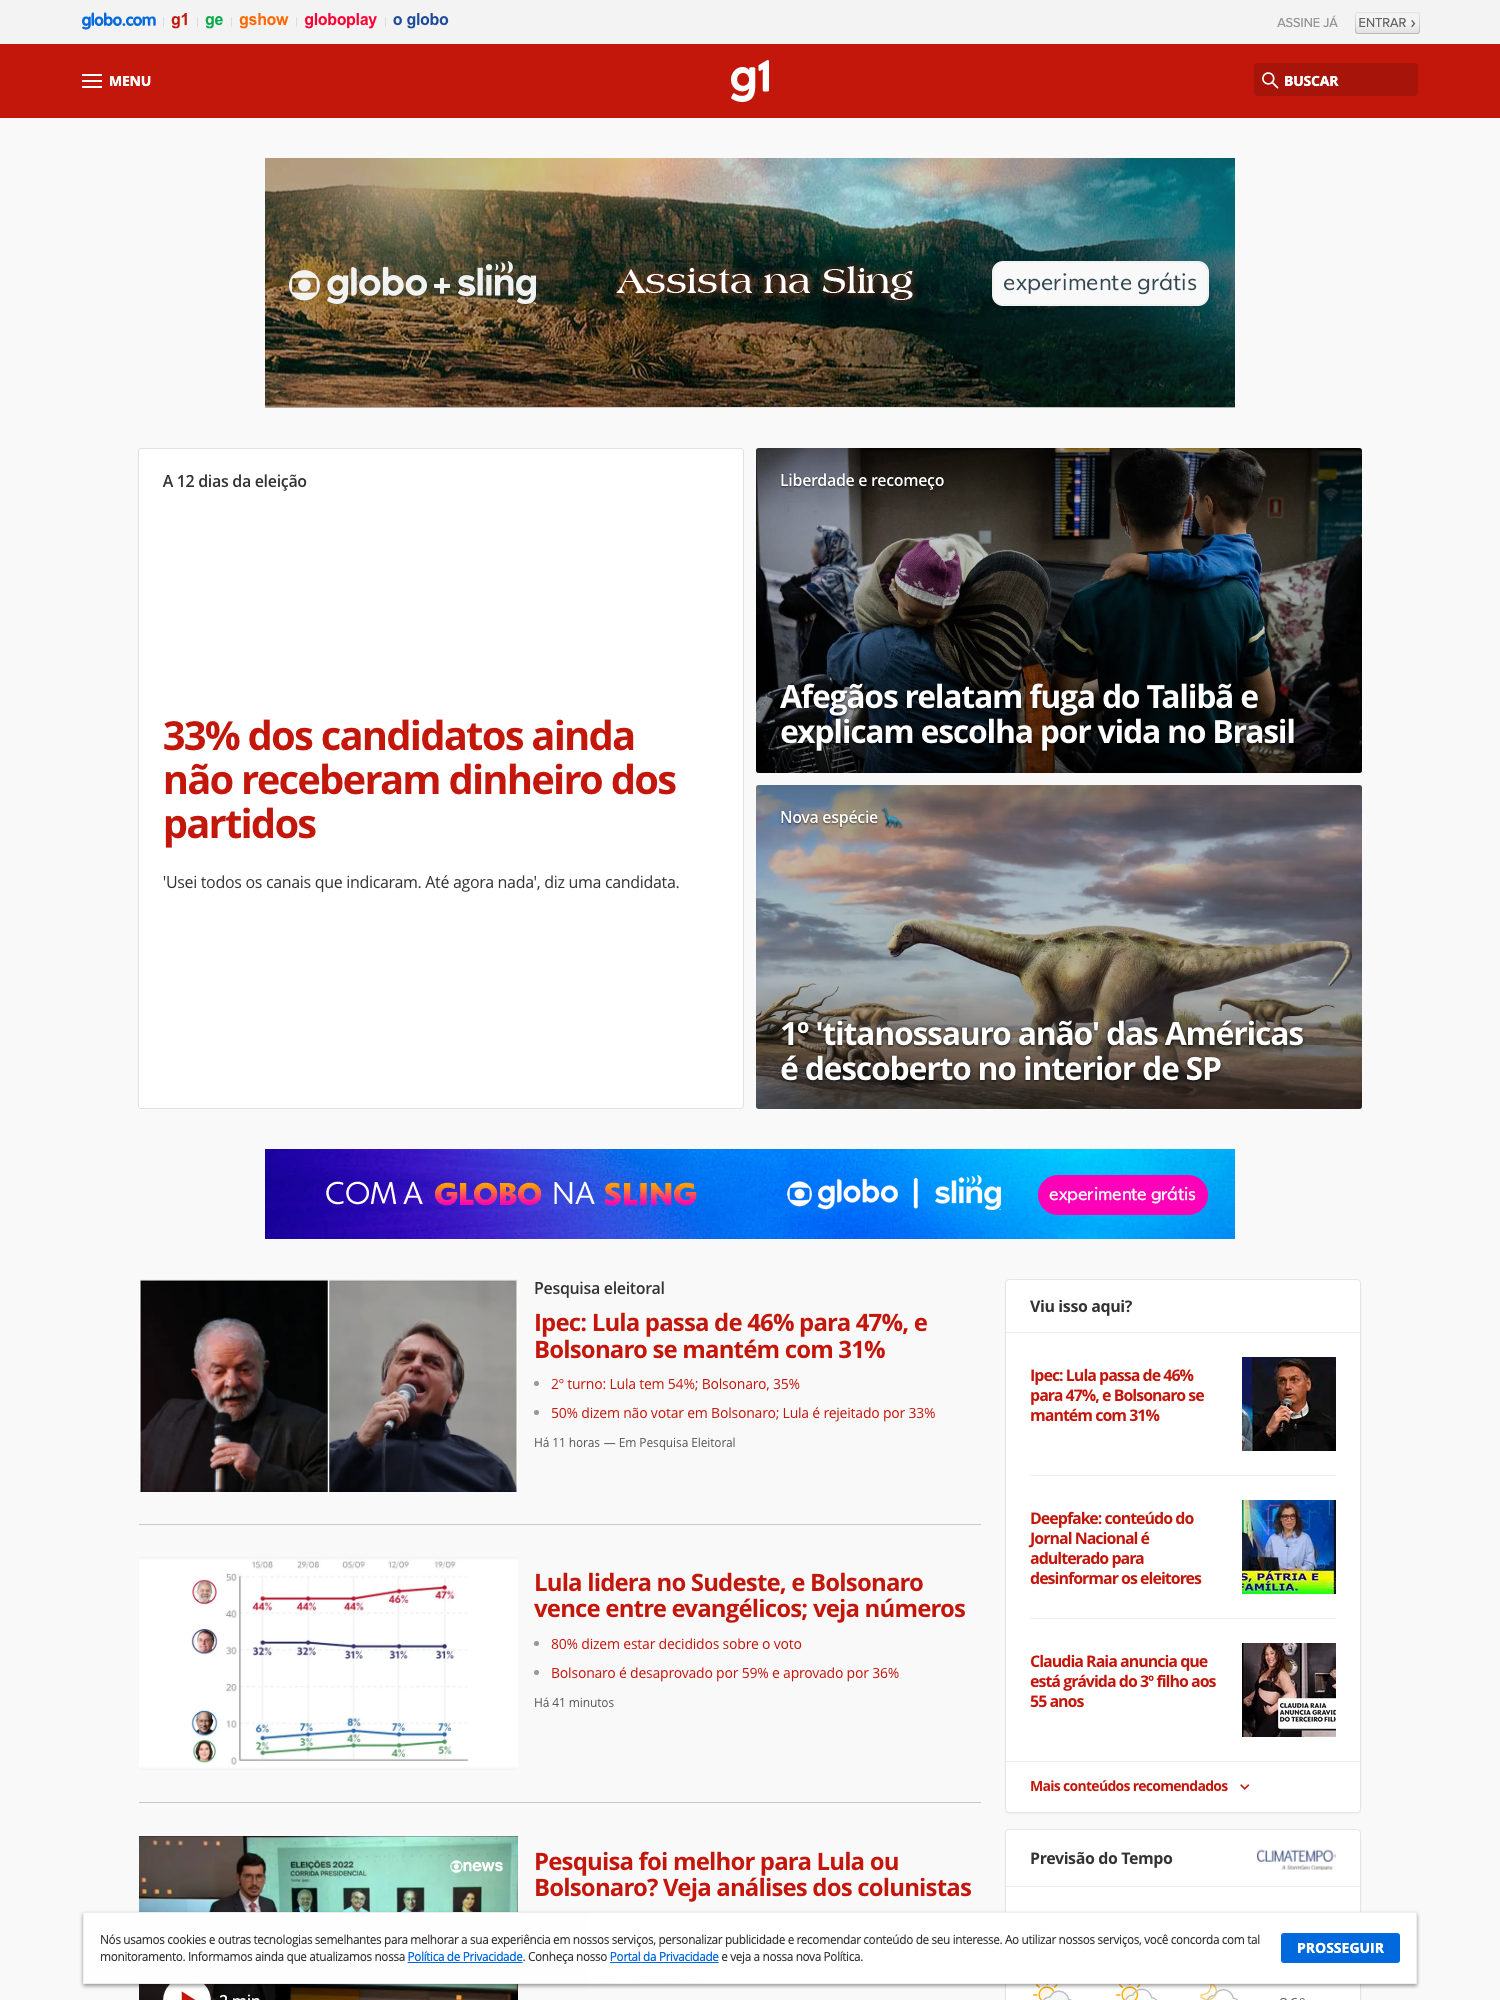 globo.com
g1
ge
gshow
globoplay
o globo
ASSINE JÁ
ENTRAR ›
MENU
g1
BUSCAR
globo + sling
Assista na Sling
experimente grátis
A 12 dias da eleição
33% dos candidatos ainda
não receberam dinheiro dos
partidos
'Usei todos os canais que indicaram. Até agora nada', diz uma candidata.
Liberdade e recomeço
Afegãos relatam fuga do Talibã e
explicam escolha por vida no Brasil
Nova espécie
1º 'titanossauro anão' das Américas
é descoberto no interior de SP
COM A GLOBO NA SLING
globo | sling
experimente grátis
Pesquisa eleitoral
Ipec: Lula passa de 46% para 47%, e
Bolsonaro se mantém com 31%
2º turno: Lula tem 54%; Bolsonaro, 35%
50% dizem não votar em Bolsonaro; Lula é rejeitado por 33%
Há 11 horas — Em Pesquisa Eleitoral
15/08 29/08 05/09 12/09 19/09
50
40
30
20
10
0
44% 44% 44% 46% 47%
32% 32% 31% 31% 31%
6% 7% 8% 7% 7%
2% 3% 4% 4% 5%
Lula lidera no Sudeste, e Bolsonaro
vence entre evangélicos; veja números
80% dizem estar decididos sobre o voto
Bolsonaro é desaprovado por 59% e aprovado por 36%
Há 41 minutos
ELEIÇÕES 2022
CORRIDA PRESIDENCIAL
news
Pesquisa foi melhor para Lula ou
Bolsonaro? Veja análises dos colunistas
Viu isso aqui?
Ipec: Lula passa de 46%
para 47%, e Bolsonaro se
mantém com 31%
Deepfake: conteúdo do
Jornal Nacional é
adulterado para
desinformar os eleitores
S, PÁTRIA E
FAMÍLIA.
Claudia Raia anuncia que
está grávida do 3º filho aos
55 anos
CLAUDIA RAIA
ANUNCIA GRAVID
DO TERCEIRO FILH
Mais conteúdos recomendados
Previsão do Tempo
CLIMATEMPO
A StormGeo Company
Nós usamos cookies e outras tecnologias semelhantes para melhorar a sua experiência em nossos serviços, personalizar publicidade e recomendar conteúdo de seu interesse. Ao utilizar nossos serviços, você concorda com tal
monitoramento. Informamos ainda que atualizamos nossa Política de Privacidade. Conheça nosso Portal da Privacidade e veja a nossa nova Política.
PROSSEGUIR
2 min